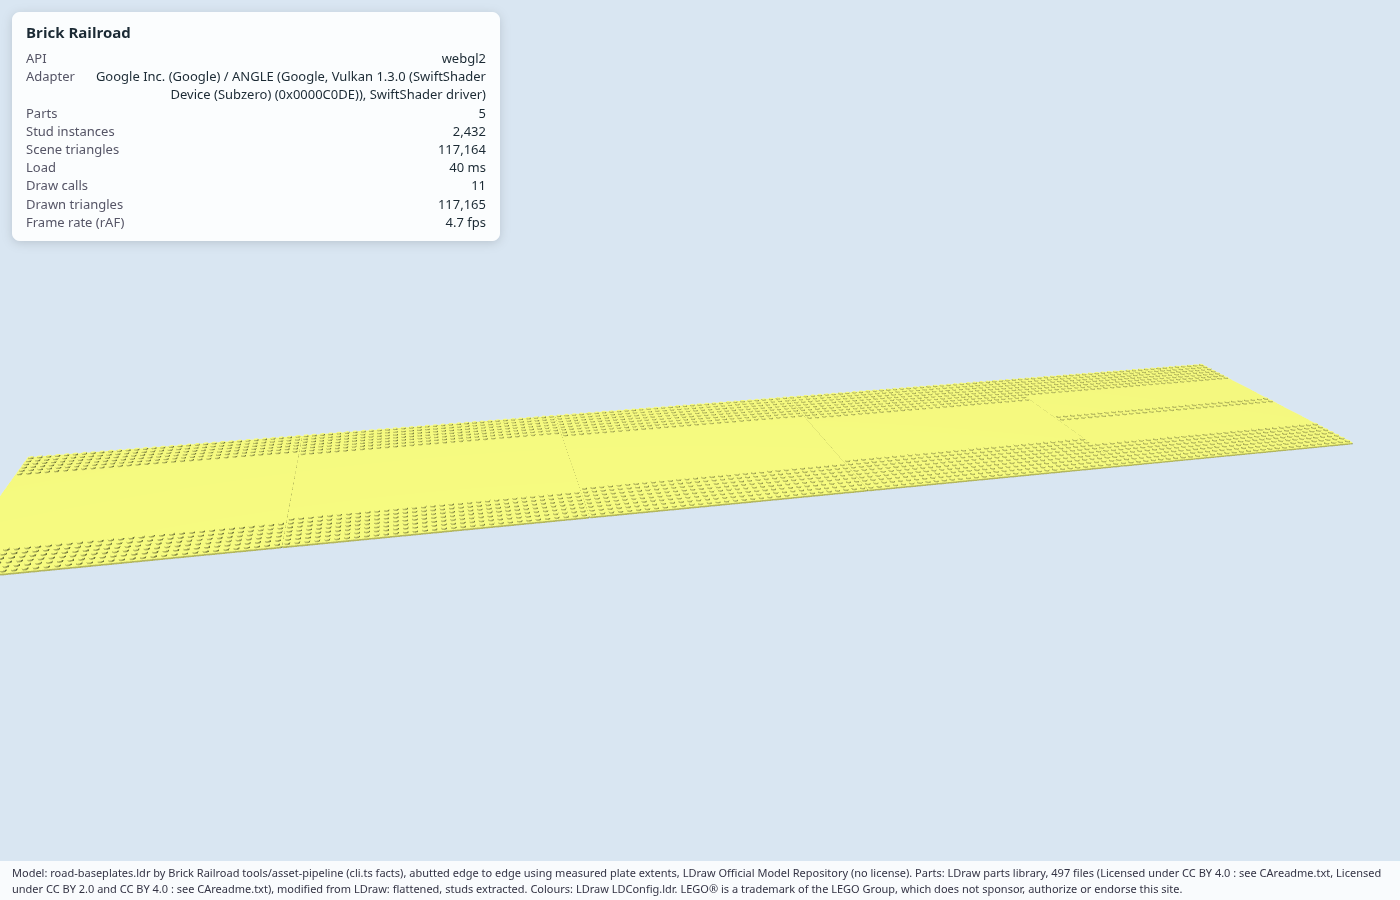 Brick Railroad
API webgl2
Adapter Google Inc. (Google) / ANGLE (Google, Vulkan 1.3.0 (SwiftShader
Device (Subzero) (0x0000C0DE)), SwiftShader driver)
Parts 5
Stud instances 2,432
Scene triangles 117,164
Load 40 ms
Draw calls 11
Drawn triangles 117,165
Frame rate (rAF) 4.7 fps
Model: road-baseplates.ldr by Brick Railroad tools/asset-pipeline (cli.ts facts), abutted edge to edge using measured plate extents, LDraw Official Model Repository (no license). Parts: LDraw parts library, 497 files (Licensed under CC BY 4.0 : see CAreadme.txt, Licensed
under CC BY 2.0 and CC BY 4.0 : see CAreadme.txt), modified from LDraw: flattened, studs extracted. Colours: LDraw LDConfig.ldr. LEGO® is a trademark of the LEGO Group, which does not sponsor, authorize or endorse this site.